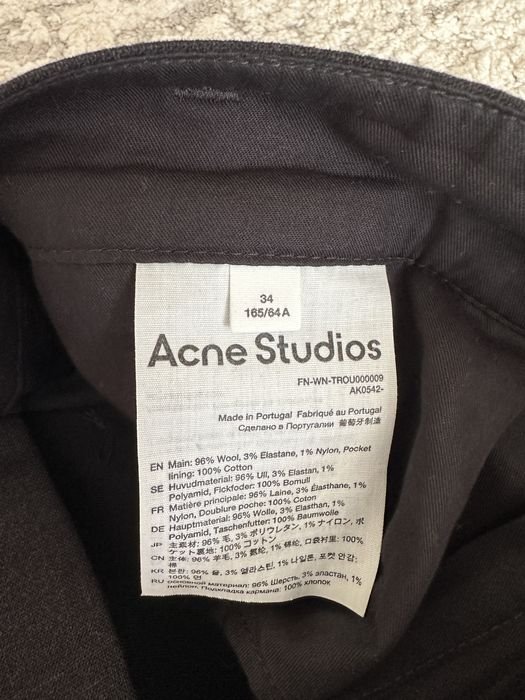 34
165/64A
Acne Studios
FN-WN-TROU000009
AK0542-
Made in Portugal Fabriqué au Portugal
Сделано в Португалии 葡萄牙制造
EN Main: 96% Wool, 3% Elastane, 1% Nylon, Pocket
lining: 100% Cotton
SE Huvudmaterial: 96% Ull, 3% Elastan, 1%
Polyamid, Fickfoder: 100% Bomull
FR Matière principale: 96% Laine, 3% Élasthane, 1%
Nylon, Doublure poche: 100% Coton
DE Hauptmaterial: 96% Wolle, 3% Elasthan, 1%
Polyamid, Taschenfutter: 100% Baumwolle
JP 主素材: 96% 毛, 3% ポリウレタン, 1% ナイロン, ポ
ケット裏地: 100% コットン
CN 主体: 96% 羊毛, 3% 氨纶, 1% 锦纶, 口袋衬里: 100%
棉
KR 본판: 96% 울, 3% 엘라스틴, 1% 나일론, 포켓 안감:
100% 면
RU основной материал: 96% Шерсть, 3% эластан, 1%
нейлон, Подкладка кармана: 100% хлопок